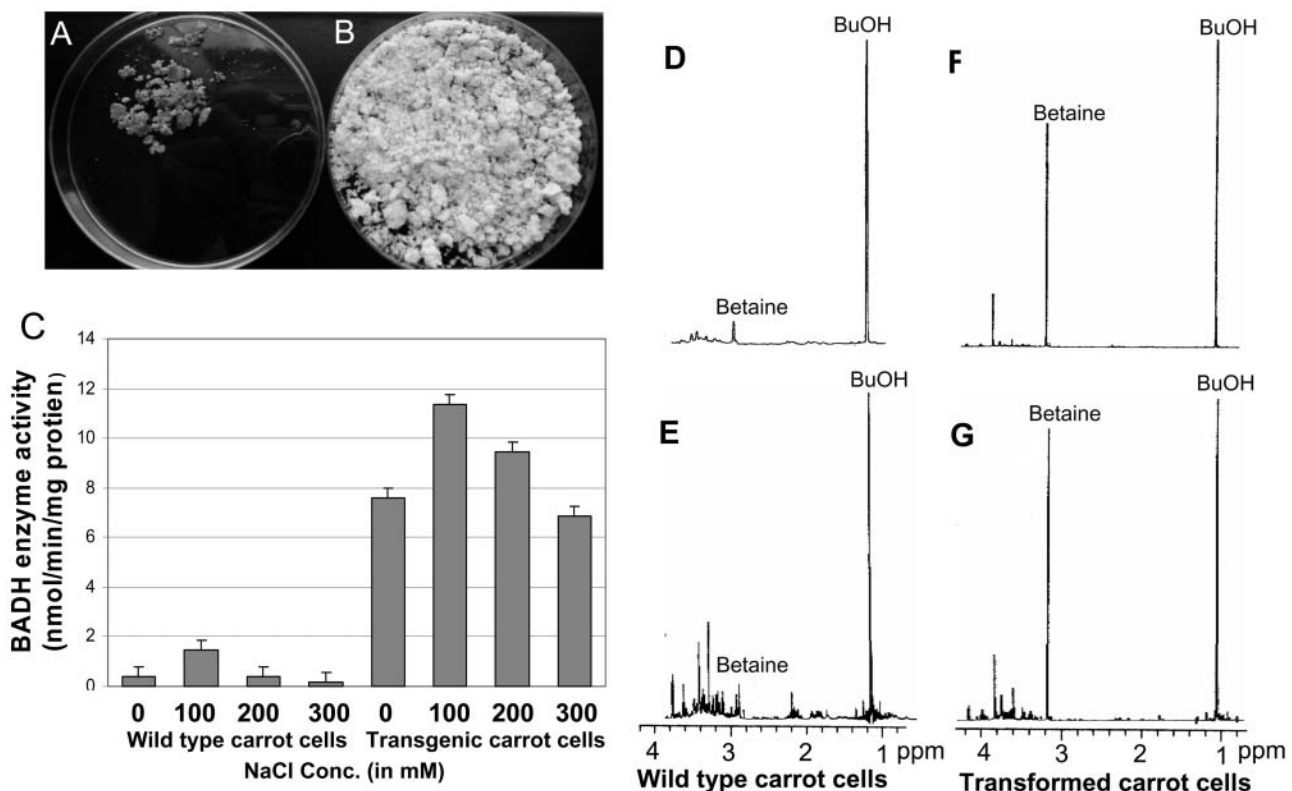 A
B
C
BADH enzyme activity
(nmol/min/mg protien)
14
12
10
8
6
4
2
0
0 100 200 300 0 100 200 300
Wild type carrot cells Transgenic carrot cells
NaCl Conc. (in mM)
D
BuOH
Betaine
F
BuOH
Betaine
E
BuOH
Betaine
4 3 2 1 ppm
Wild type carrot cells
G
BuOH
Betaine
4 3 2 1 ppm
Transformed carrot cells